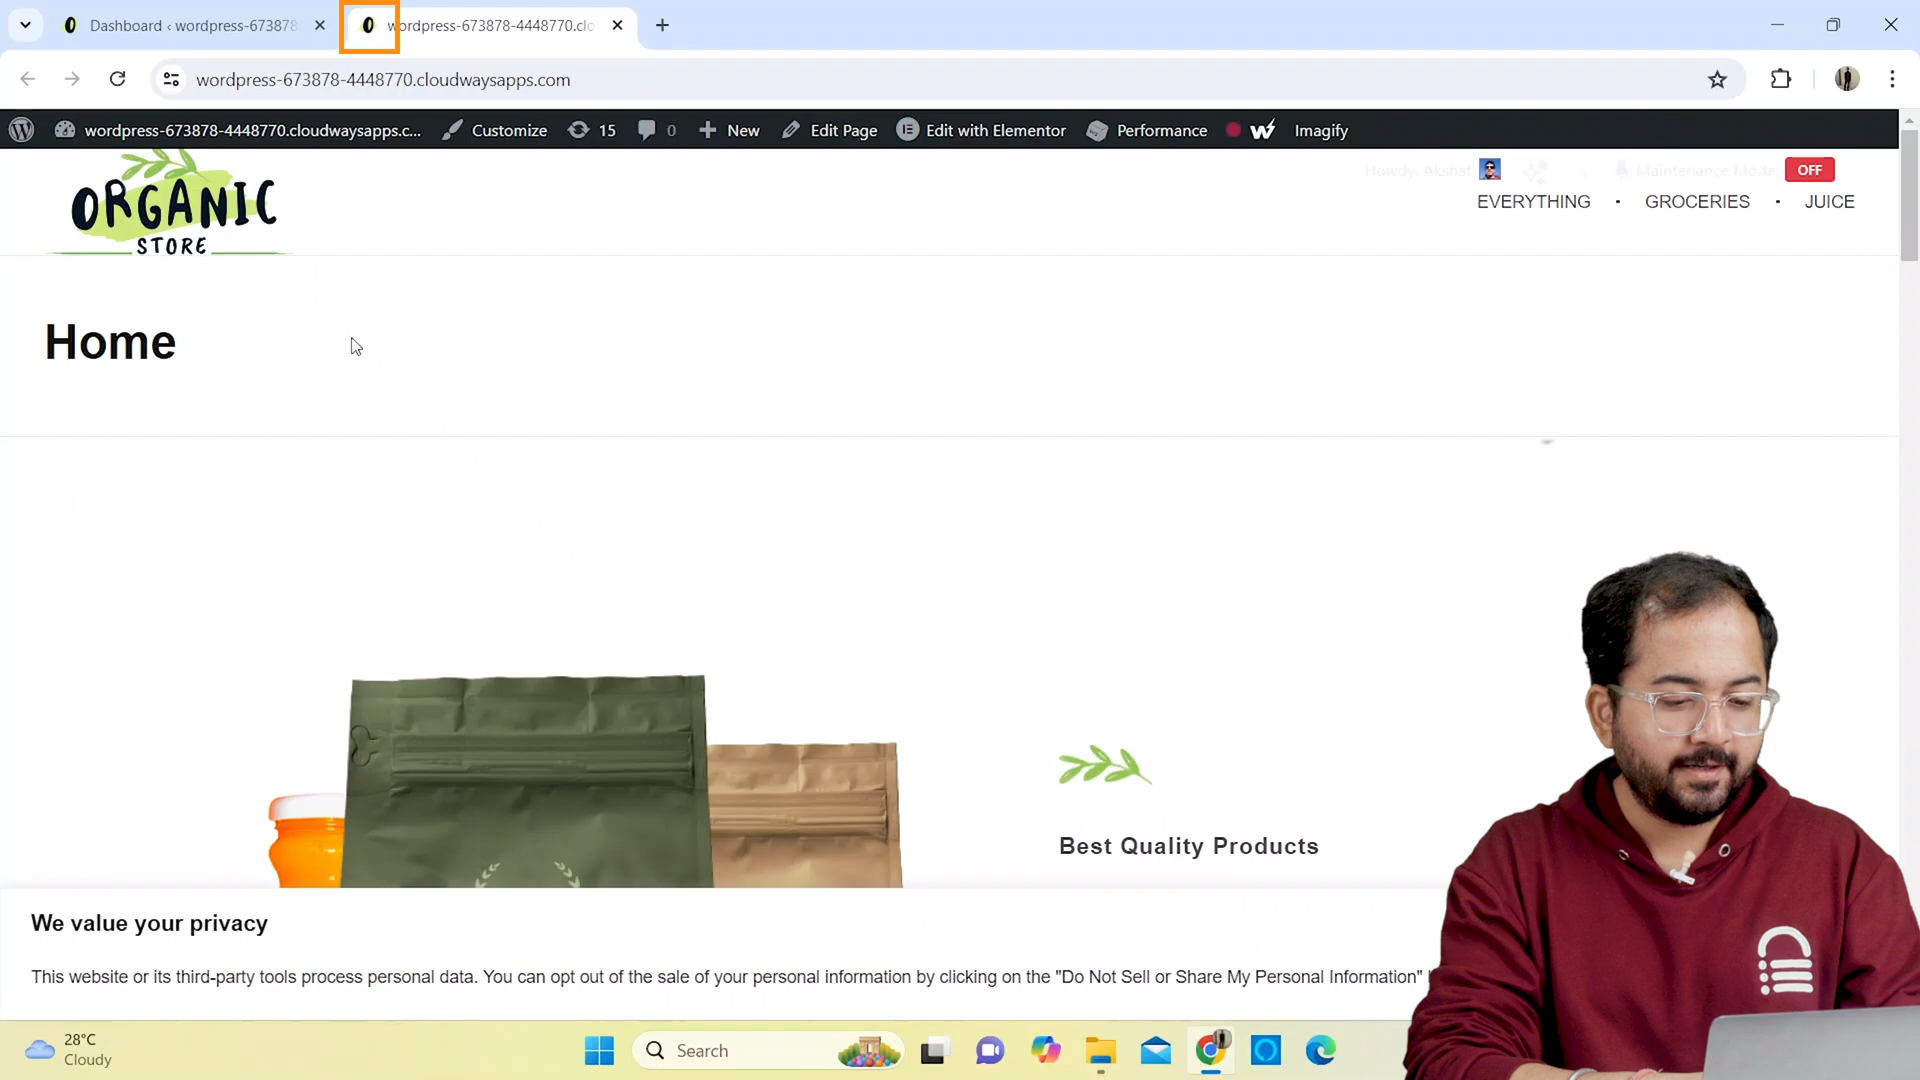 Dashboard ‹ wordpress-673878
wordpress-673878-4448770.clo
wordpress-673878-4448770.cloudwaysapps.com
wordpress-673878-4448770.cloudwaysapps.c...
Customize
15
0
New
Edit Page
Edit with Elementor
Performance
Imagify
Howdy, Akshat
Maintenance Mode:
OFF
ORGANIC
STORE
EVERYTHING
GROCERIES
JUICE
Home
Best Quality Products
We value your privacy
This website or its third-party tools process personal data. You can opt out of the sale of your personal information by clicking on the "Do Not Sell or Share My Personal Information"
28°C
Cloudy
Search